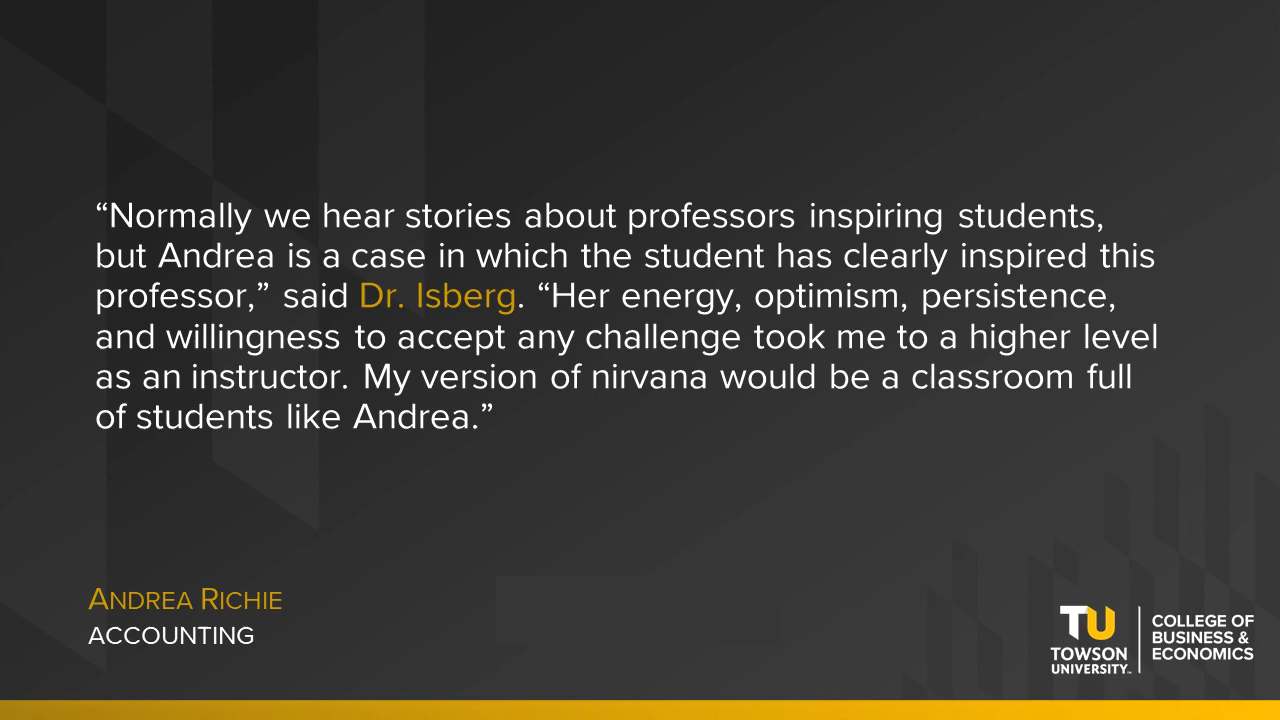 “Normally we hear stories about professors inspiring students,
but Andrea is a case in which the student has clearly inspired this
professor,” said Dr. Isberg. “Her energy, optimism, persistence,
and willingness to accept any challenge took me to a higher level
as an instructor. My version of nirvana would be a classroom full
of students like Andrea.”
ANDREA RICHIE
ACCOUNTING
TU
TOWSON
UNIVERSITY™
COLLEGE OF
BUSINESS &
ECONOMICS